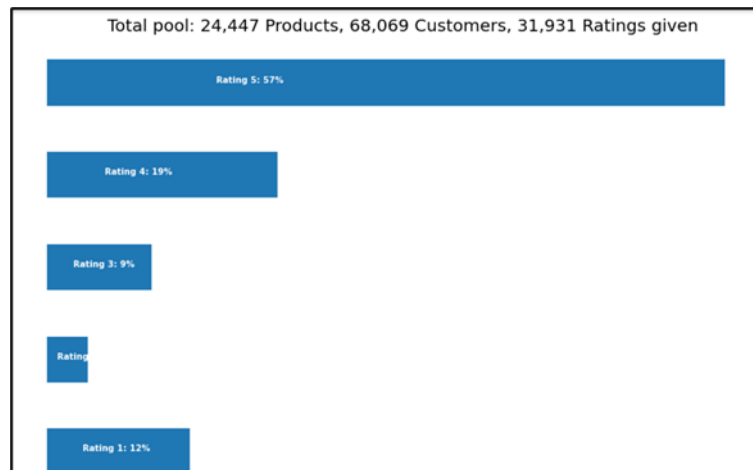 Total pool: 24,447 Products, 68,069 Customers, 31,931 Ratings given
Rating 5: 57%
Rating 4: 19%
Rating 3: 9%
Rating
Rating 1: 12%